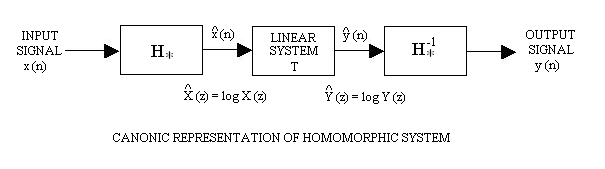 INPUT
SIGNAL
x(n)
H*
x̂(n)
LINEAR
SYSTEM
T
ŷ(n)
H*⁻¹
OUTPUT
SIGNAL
y(n)
X̂(z) = log X(z)
Ŷ(z) = log Y(z)
CANONIC REPRESENTATION OF HOMOMORPHIC SYSTEM